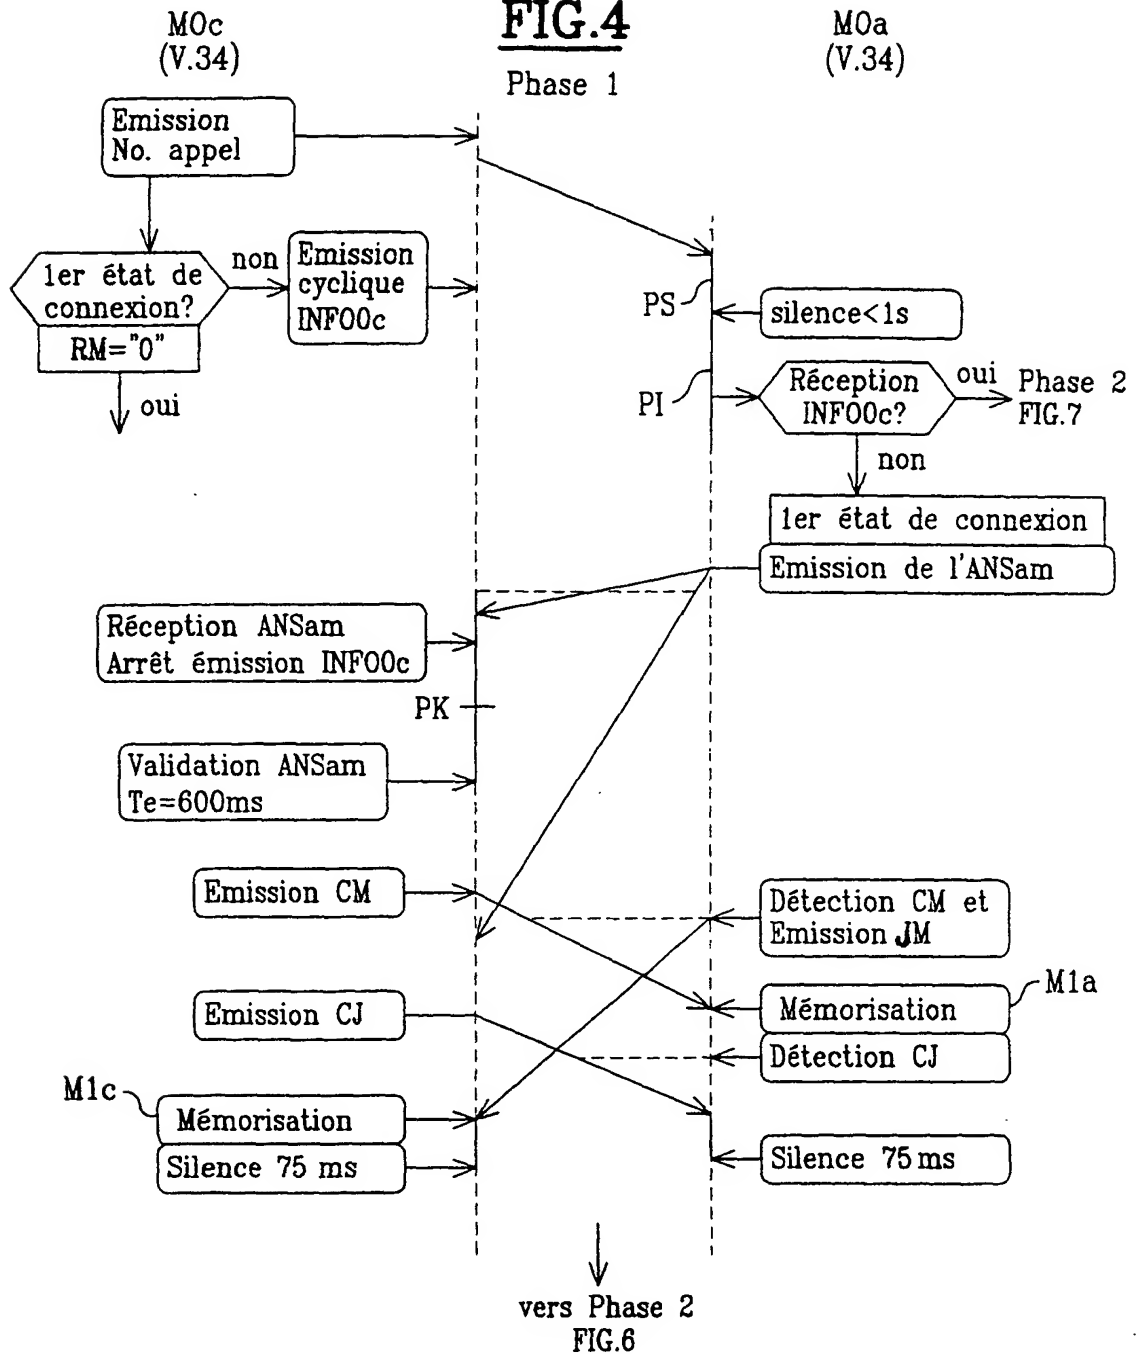 FIG.4
MOc
(V.34)
MOa
(V.34)
Phase 1
Emission
No. appel
1er état de
connexion?
RM="0"
oui
non
Emission
cyclique
INFO0c
PS
silence<1s
PI
Réception
INFO0c?
oui
Phase 2
FIG.7
non
1er état de connexion
Emission de l'ANSam
Réception ANSam
Arrêt émission INFO0c
PK
Validation ANSam
Te=600ms
Emission CM
Détection CM et
Emission JM
Emission CJ
Mémorisation
M1a
Détection CJ
M1c
Mémorisation
Silence 75 ms
Silence 75 ms
vers Phase 2
FIG.6